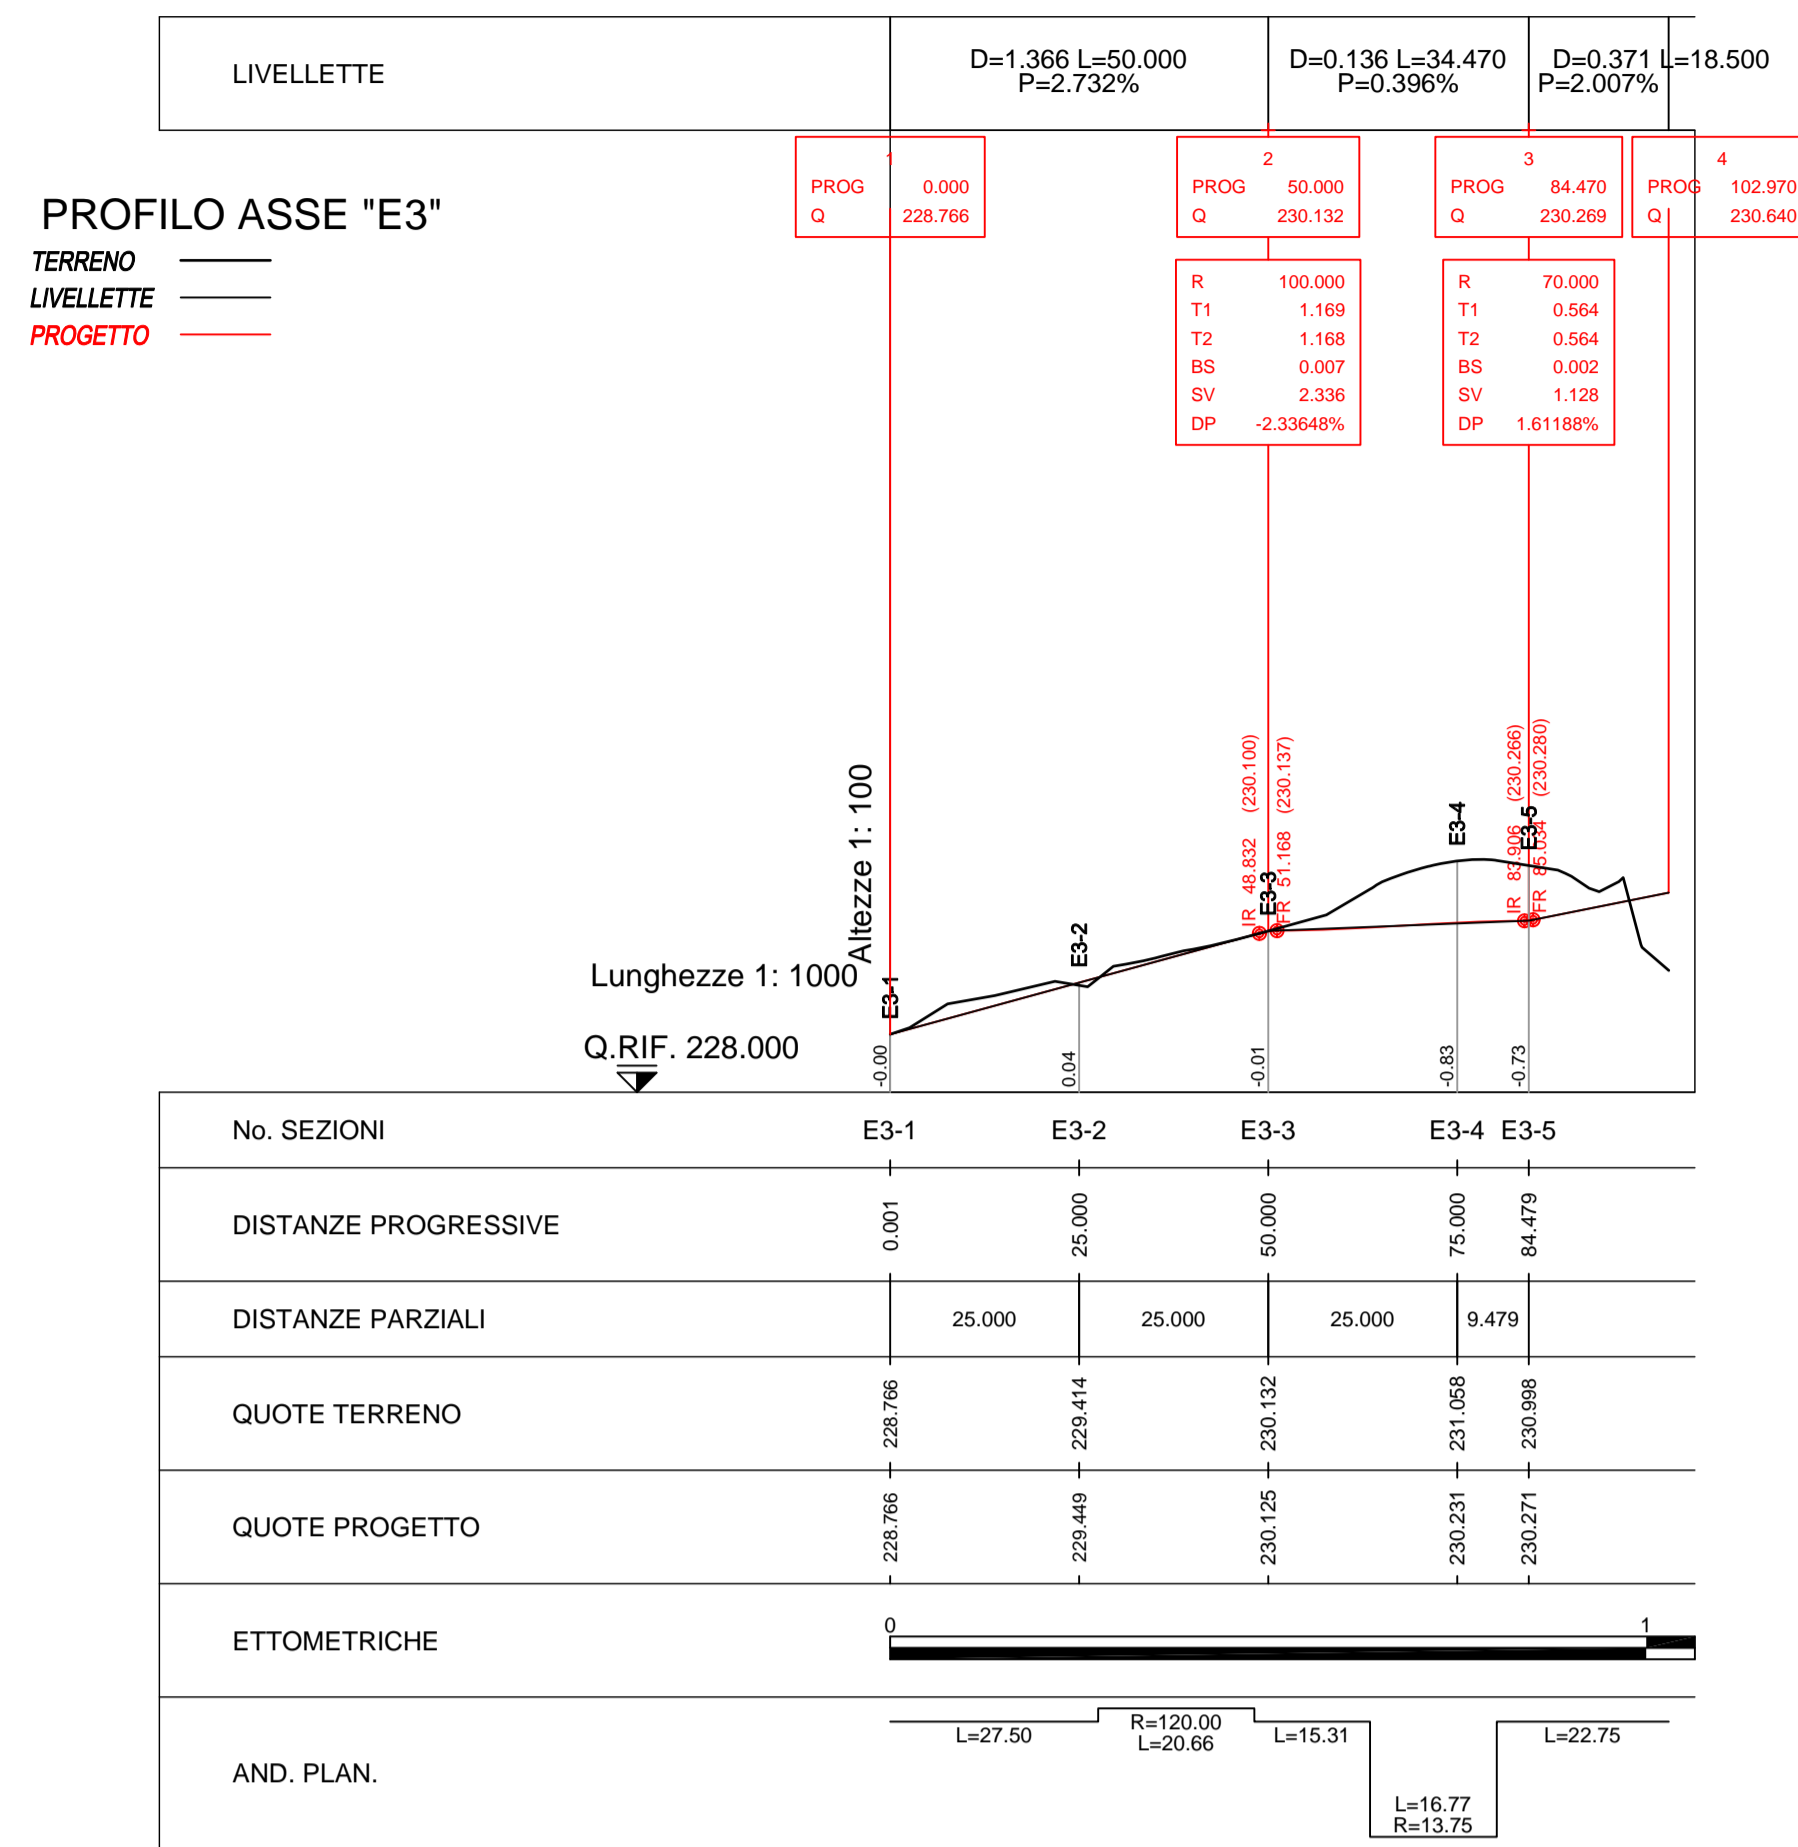 LIVELLETTE
D=1.366 L=50.000
P=2.732%
D=0.136 L=34.470
P=0.396%
D=0.371 L=18.500
P=2.007%
PROFILO ASSE "E3"
TERRENO
LIVELLETTE
PROGETTO
1
PROG 0.000
Q 228.766
2
PROG 50.000
Q 230.132
3
PROG 84.470
Q 230.269
4
PROG 102.970
Q 230.640
R 100.000
T1 1.169
T2 1.168
BS 0.007
SV 2.336
DP -2.33648%
R 70.000
T1 0.564
T2 0.564
BS 0.002
SV 1.128
DP 1.61188%
IR 48.832 (230.100)
FR 51.168 (230.137)
IR 83.906 (230.266)
FR 85.034 (230.280)
E3-1
E3-2
E3-3
E3-4
E3-5
Altezze 1: 100
Lunghezze 1: 1000
Q.RIF. 228.000
-0.00
0.04
-0.01
-0.83
-0.73
No. SEZIONI E3-1 E3-2 E3-3 E3-4 E3-5
DISTANZE PROGRESSIVE 0.001 25.000 50.000 75.000 84.479
DISTANZE PARZIALI 25.000 25.000 25.000 9.479
QUOTE TERRENO 228.766 229.414 230.132 231.058 230.998
QUOTE PROGETTO 228.766 229.449 230.125 230.231 230.271
ETTOMETRICHE 0 1
AND. PLAN.
L=27.50
R=120.00
L=20.66
L=15.31
L=16.77
R=13.75
L=22.75